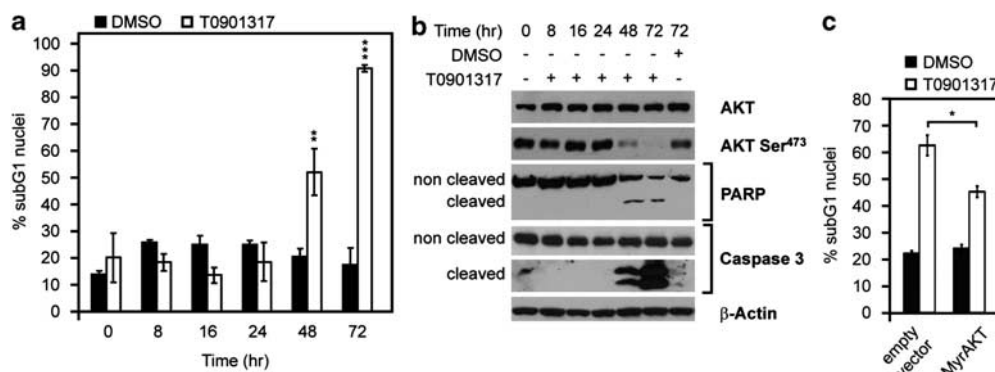 a
DMSO T0901317
% subG1 nuclei
100
90
80
70
60
50
40
30
20
10
0
** ***
0 8 16 24 48 72
Time (hr)
b
Time (hr) 0 8 16 24 48 72 72
DMSO - - - - - - +
T0901317 - + + + + + -
AKT
AKT Ser473
non cleaved
cleaved
PARP
non cleaved
cleaved
Caspase 3
β-Actin
c
DMSO
T0901317
% subG1 nuclei
80
70
60
50
40
30
20
10
0
*
empty vector
MyrAKT